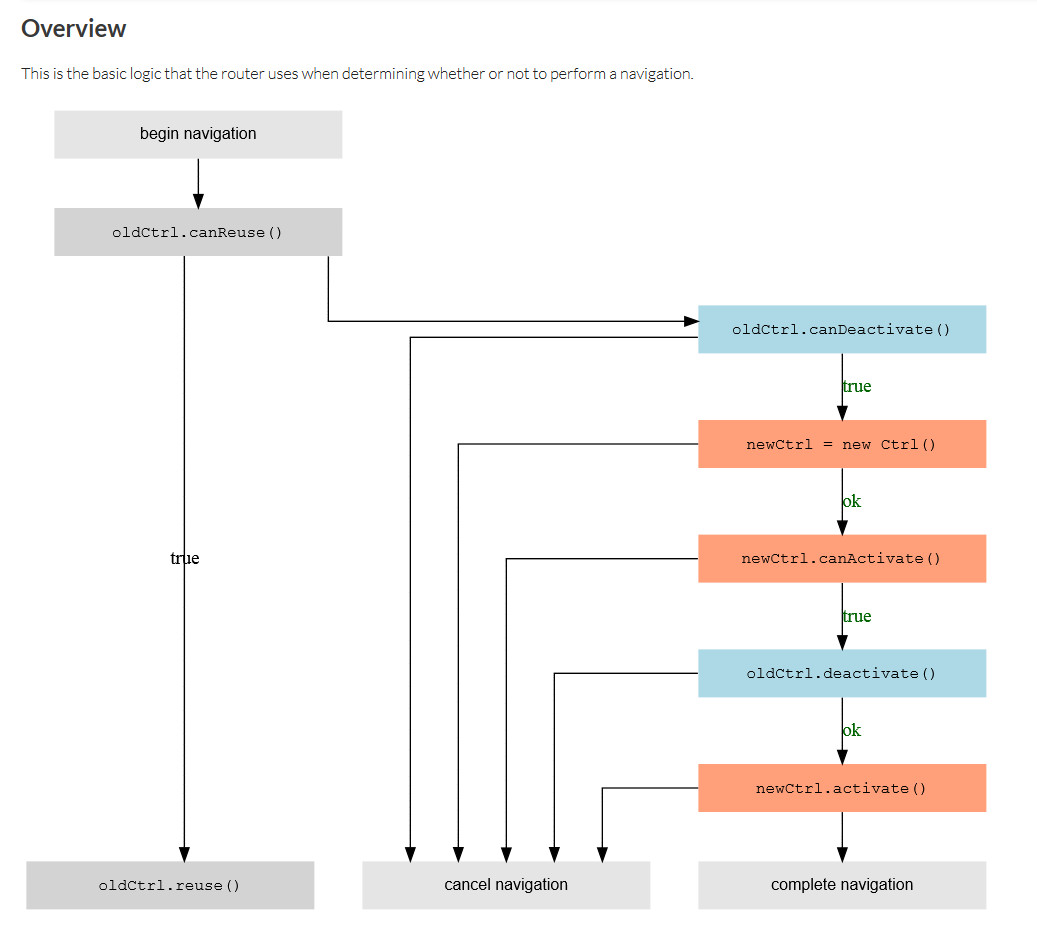 Overview
This is the basic logic that the router uses when determining whether or not to perform a navigation.
begin navigation
oldCtrl.canReuse()
oldCtrl.canDeactivate()
true
newCtrl = new Ctrl()
ok
newCtrl.canActivate()
true
true
oldCtrl.deactivate()
ok
newCtrl.activate()
oldCtrl.reuse()
cancel navigation
complete navigation